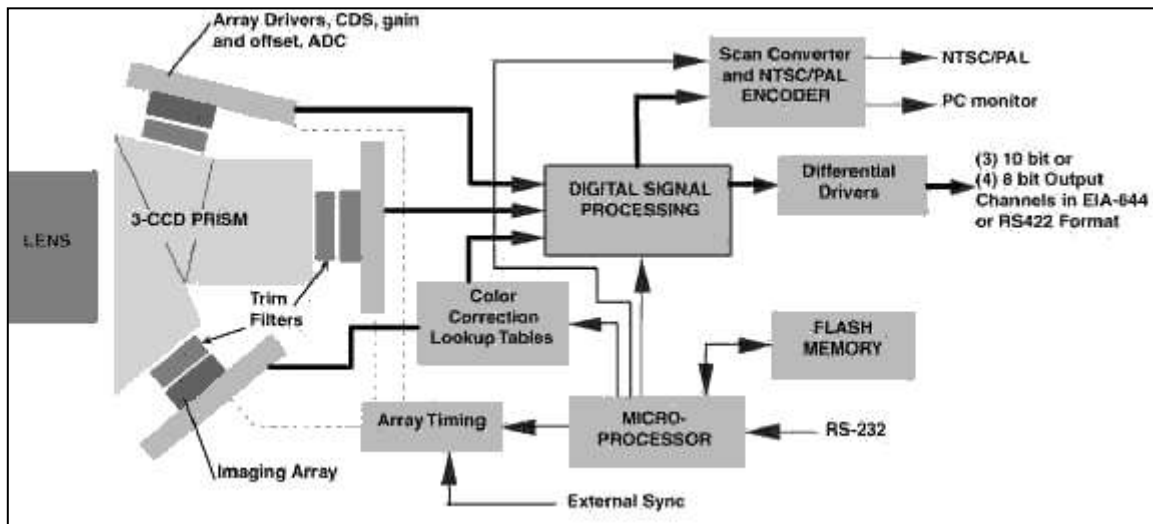 Array Drivers, CDS, gain
and offset, ADC
Scan Converter
and NTSC/PAL
ENCODER
NTSC/PAL
PC monitor
LENS
3-CCD PRISM
DIGITAL SIGNAL
PROCESSING
Differential
Drivers
(3) 10 bit or
(4) 8 bit Output
Channels in EIA-644
or RS422 Format
Trim
Filters
Color
Correction
Lookup Tables
FLASH
MEMORY
Array Timing
MICRO-
PROCESSOR
RS-232
Imaging Array
External Sync